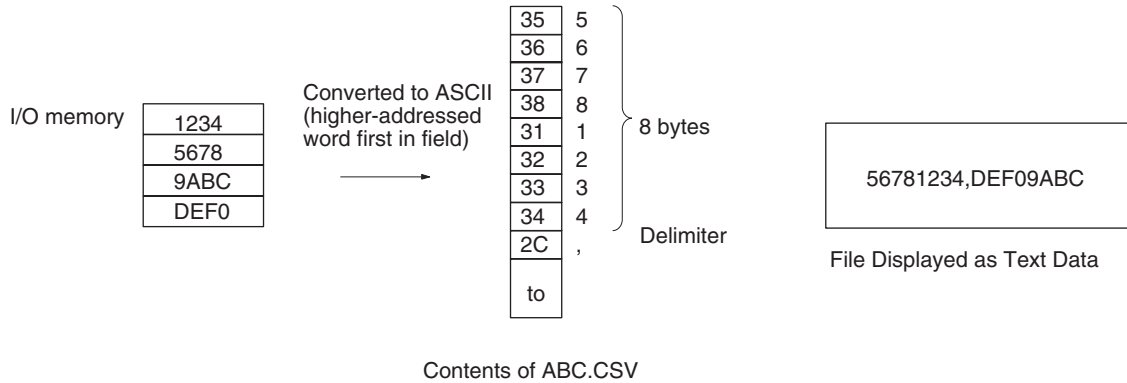 I/O memory
1234
5678
9ABC
DEF0
Converted to ASCII
(higher-addressed
word first in field)
35 5
36 6
37 7
38 8
31 1
32 2
33 3
34 4
2C ,
to
8 bytes
Delimiter
Contents of ABC.CSV
56781234,DEF09ABC
File Displayed as Text Data